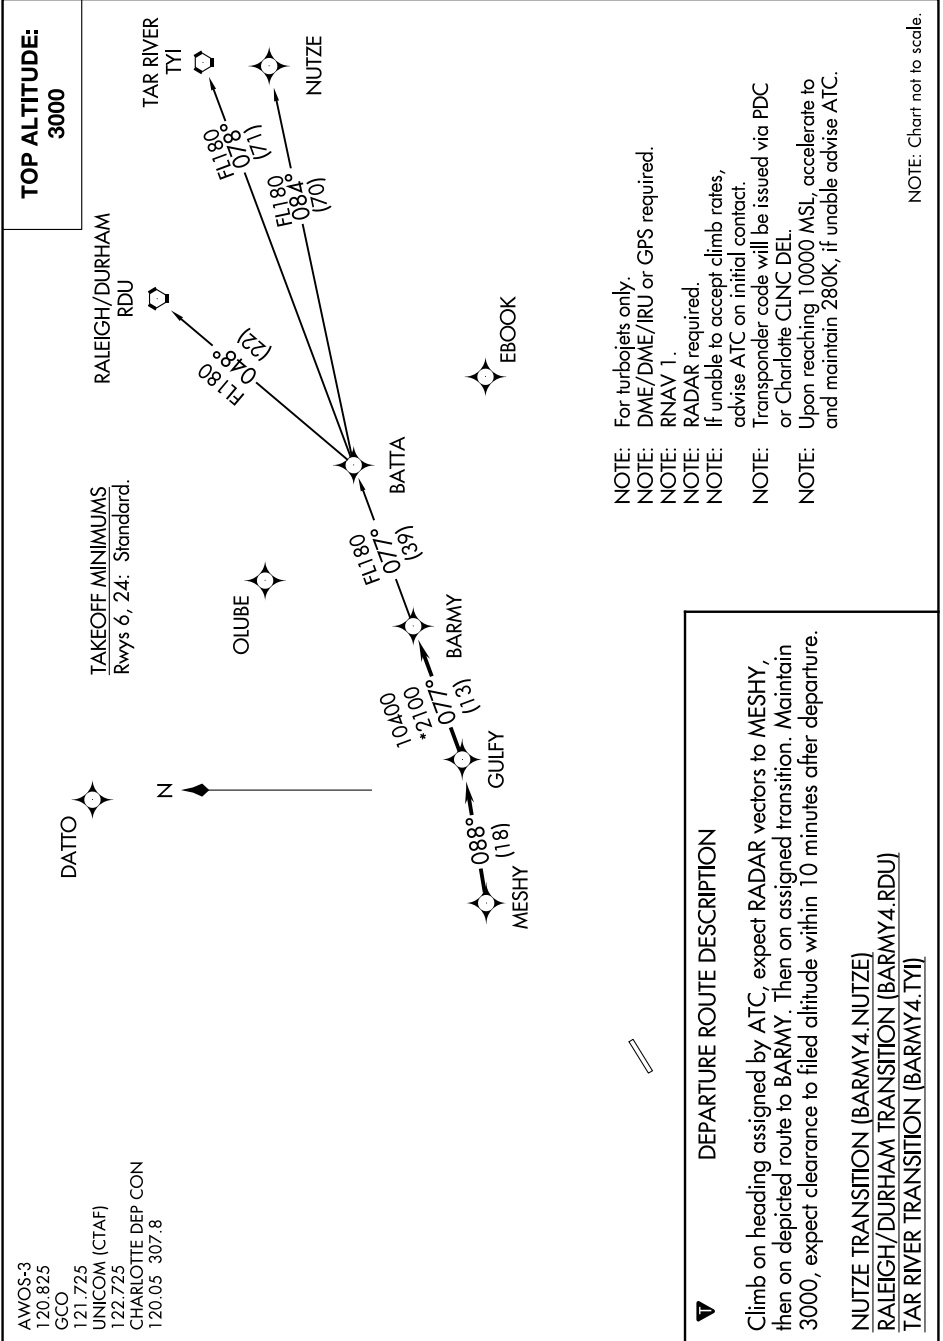 AWOS-3
120.825
GCO
121.725
UNICOM (CTAF)
122.725
CHARLOTTE DEP CON
120.05 307.8
TOP ALTITUDE:
3000
DATTO
N
TAKEOFF MINIMUMS
Rwys 6, 24: Standard.
OLUBE
RALEIGH/DURHAM
RDU
TAR RIVER
TYI
NUTZE
FL180
048°
(22)
FL180
078°
(71)
FL180
084°
(70)
MESHY
088°
(18)
GULFY
10400
*2100
077°
(13)
BARMY
FL180
077°
(39)
BATTA
EBOOK
NOTE: For turbojets only.
NOTE: DME/DME/IRU or GPS required.
NOTE: RNAV 1.
NOTE: RADAR required.
NOTE: If unable to accept climb rates,
advise ATC on initial contact.
NOTE: Transponder code will be issued via PDC
or Charlotte CLNC DEL.
NOTE: Upon reaching 10000 MSL, accelerate to
and maintain 280K, if unable advise ATC.
NOTE: Chart not to scale.
T
DEPARTURE ROUTE DESCRIPTION
Climb on heading assigned by ATC, expect RADAR vectors to MESHY,
then on depicted route to BARMY. Then on assigned transition. Maintain
3000, expect clearance to filed altitude within 10 minutes after departure.
NUTZE TRANSITION (BARMY4.NUTZE)
RALEIGH/DURHAM TRANSITION (BARMY4.RDU)
TAR RIVER TRANSITION (BARMY4.TYI)